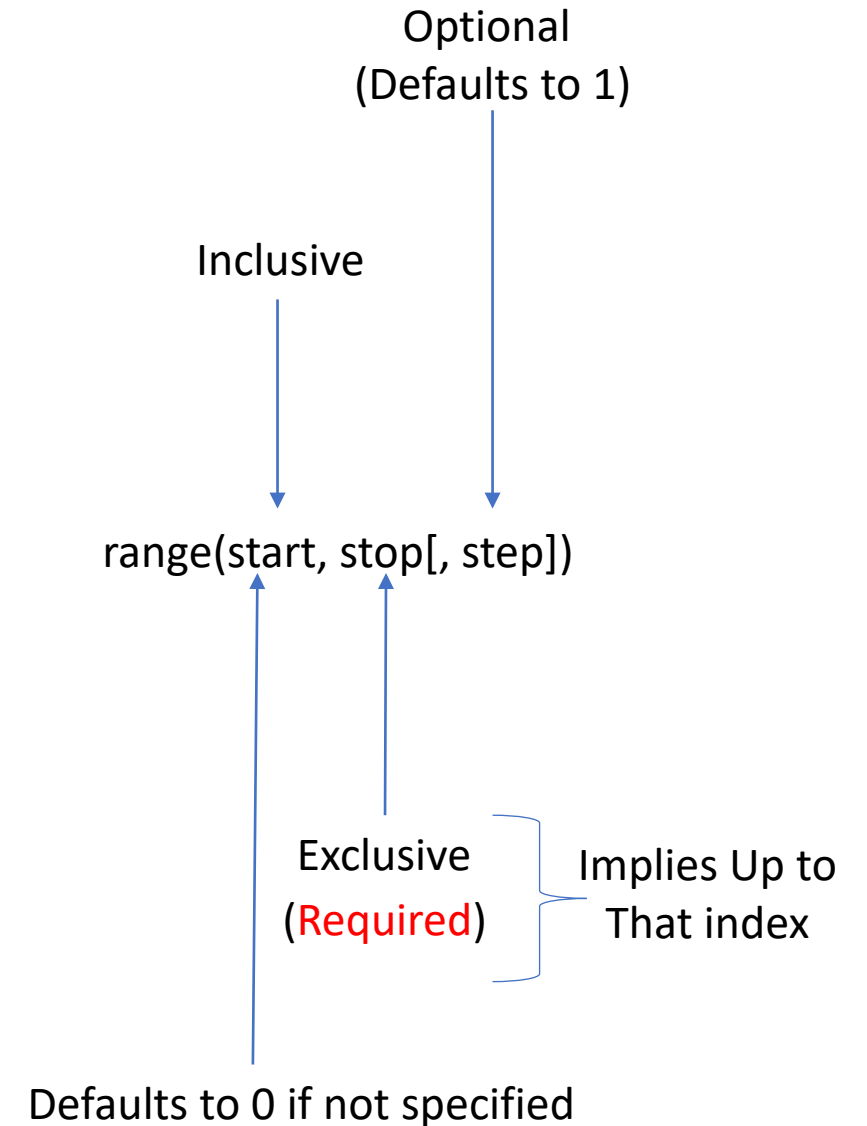 Optional
(Defaults to 1)
Inclusive
range(start, stop[, step])
Exclusive
(Required)
Implies Up to
That index
Defaults to 0 if not specified